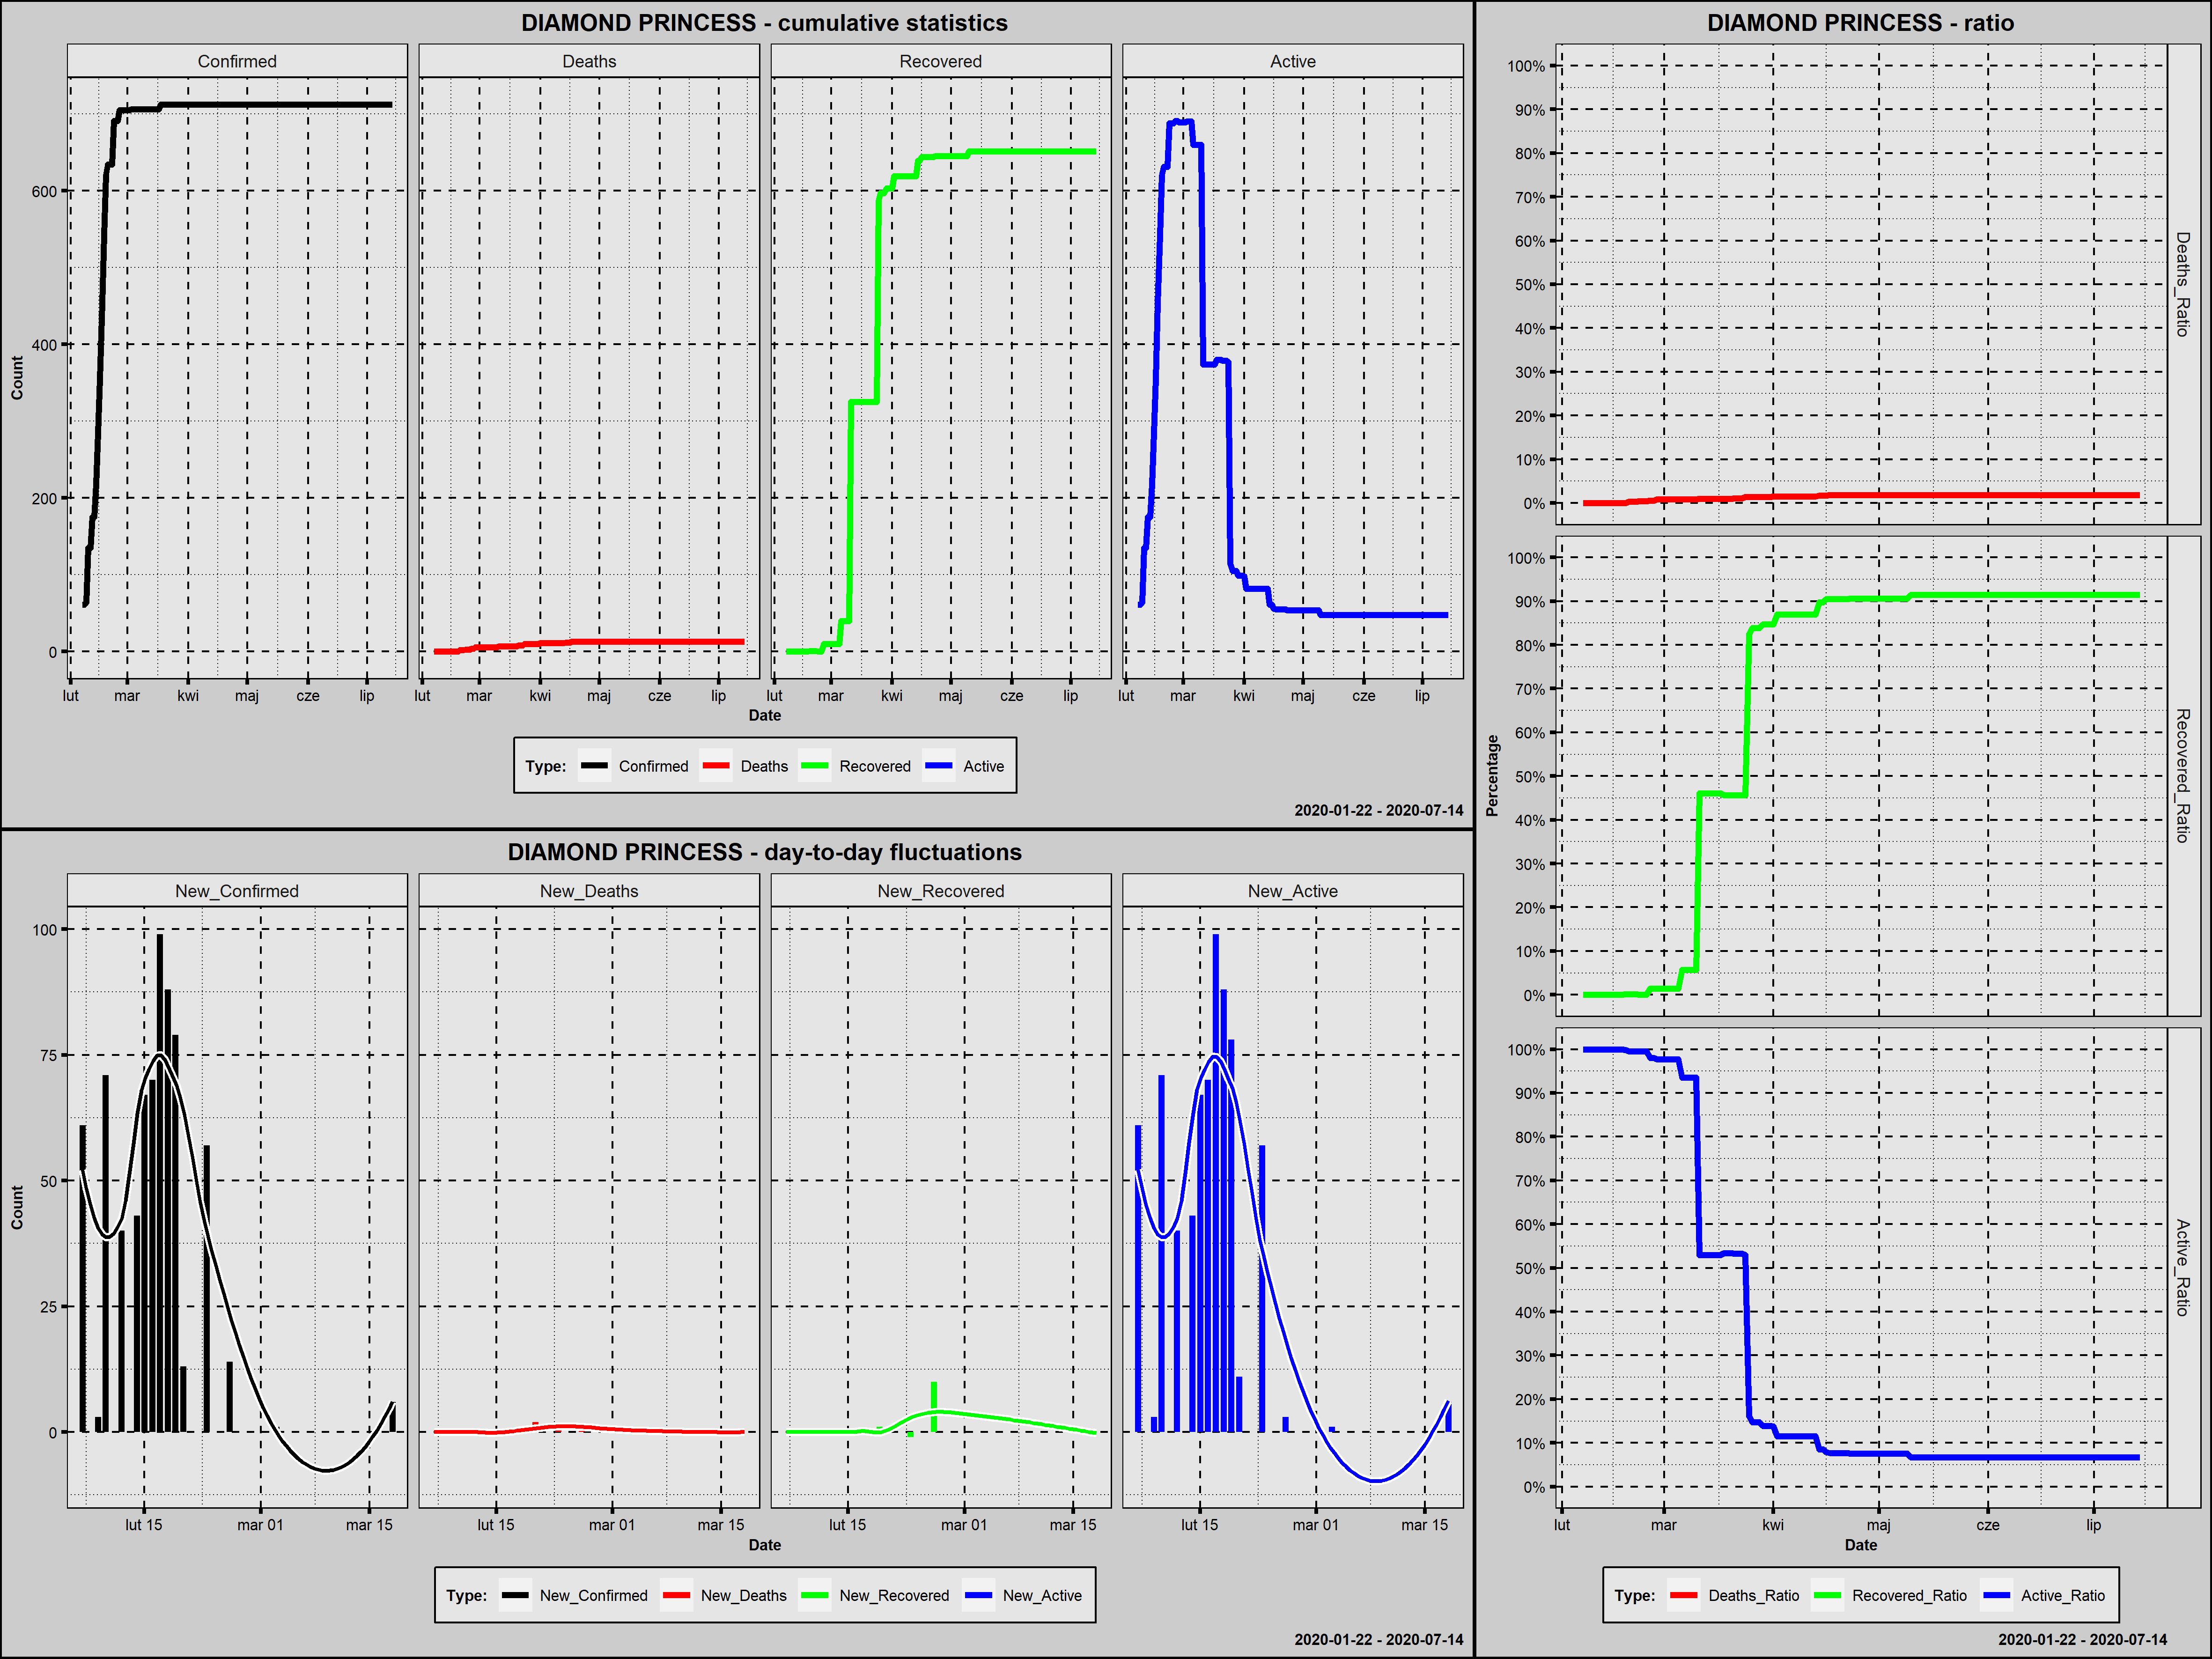 DIAMOND PRINCESS - cumulative statistics
Confirmed Deaths Recovered Active
Count
600
400
200
0
lut mar kwi maj cze lip lut mar kwi maj cze lip lut mar kwi maj cze lip lut mar kwi maj cze lip
Date
Type: Confirmed Deaths Recovered Active
2020-01-22 - 2020-07-14
DIAMOND PRINCESS - day-to-day fluctuations
New_Confirmed New_Deaths New_Recovered New_Active
Count
100
75
50
25
0
lut 15 mar 01 mar 15 lut 15 mar 01 mar 15 lut 15 mar 01 mar 15 lut 15 mar 01 mar 15
Date
Type: New_Confirmed New_Deaths New_Recovered New_Active
2020-01-22 - 2020-07-14
DIAMOND PRINCESS - ratio
Percentage
100%
90%
80%
70%
60%
50%
40%
30%
20%
10%
0%
Deaths_Ratio
100%
90%
80%
70%
60%
50%
40%
30%
20%
10%
0%
Recovered_Ratio
100%
90%
80%
70%
60%
50%
40%
30%
20%
10%
0%
Active_Ratio
lut mar kwi maj cze lip
Date
Type: Deaths_Ratio Recovered_Ratio Active_Ratio
2020-01-22 - 2020-07-14